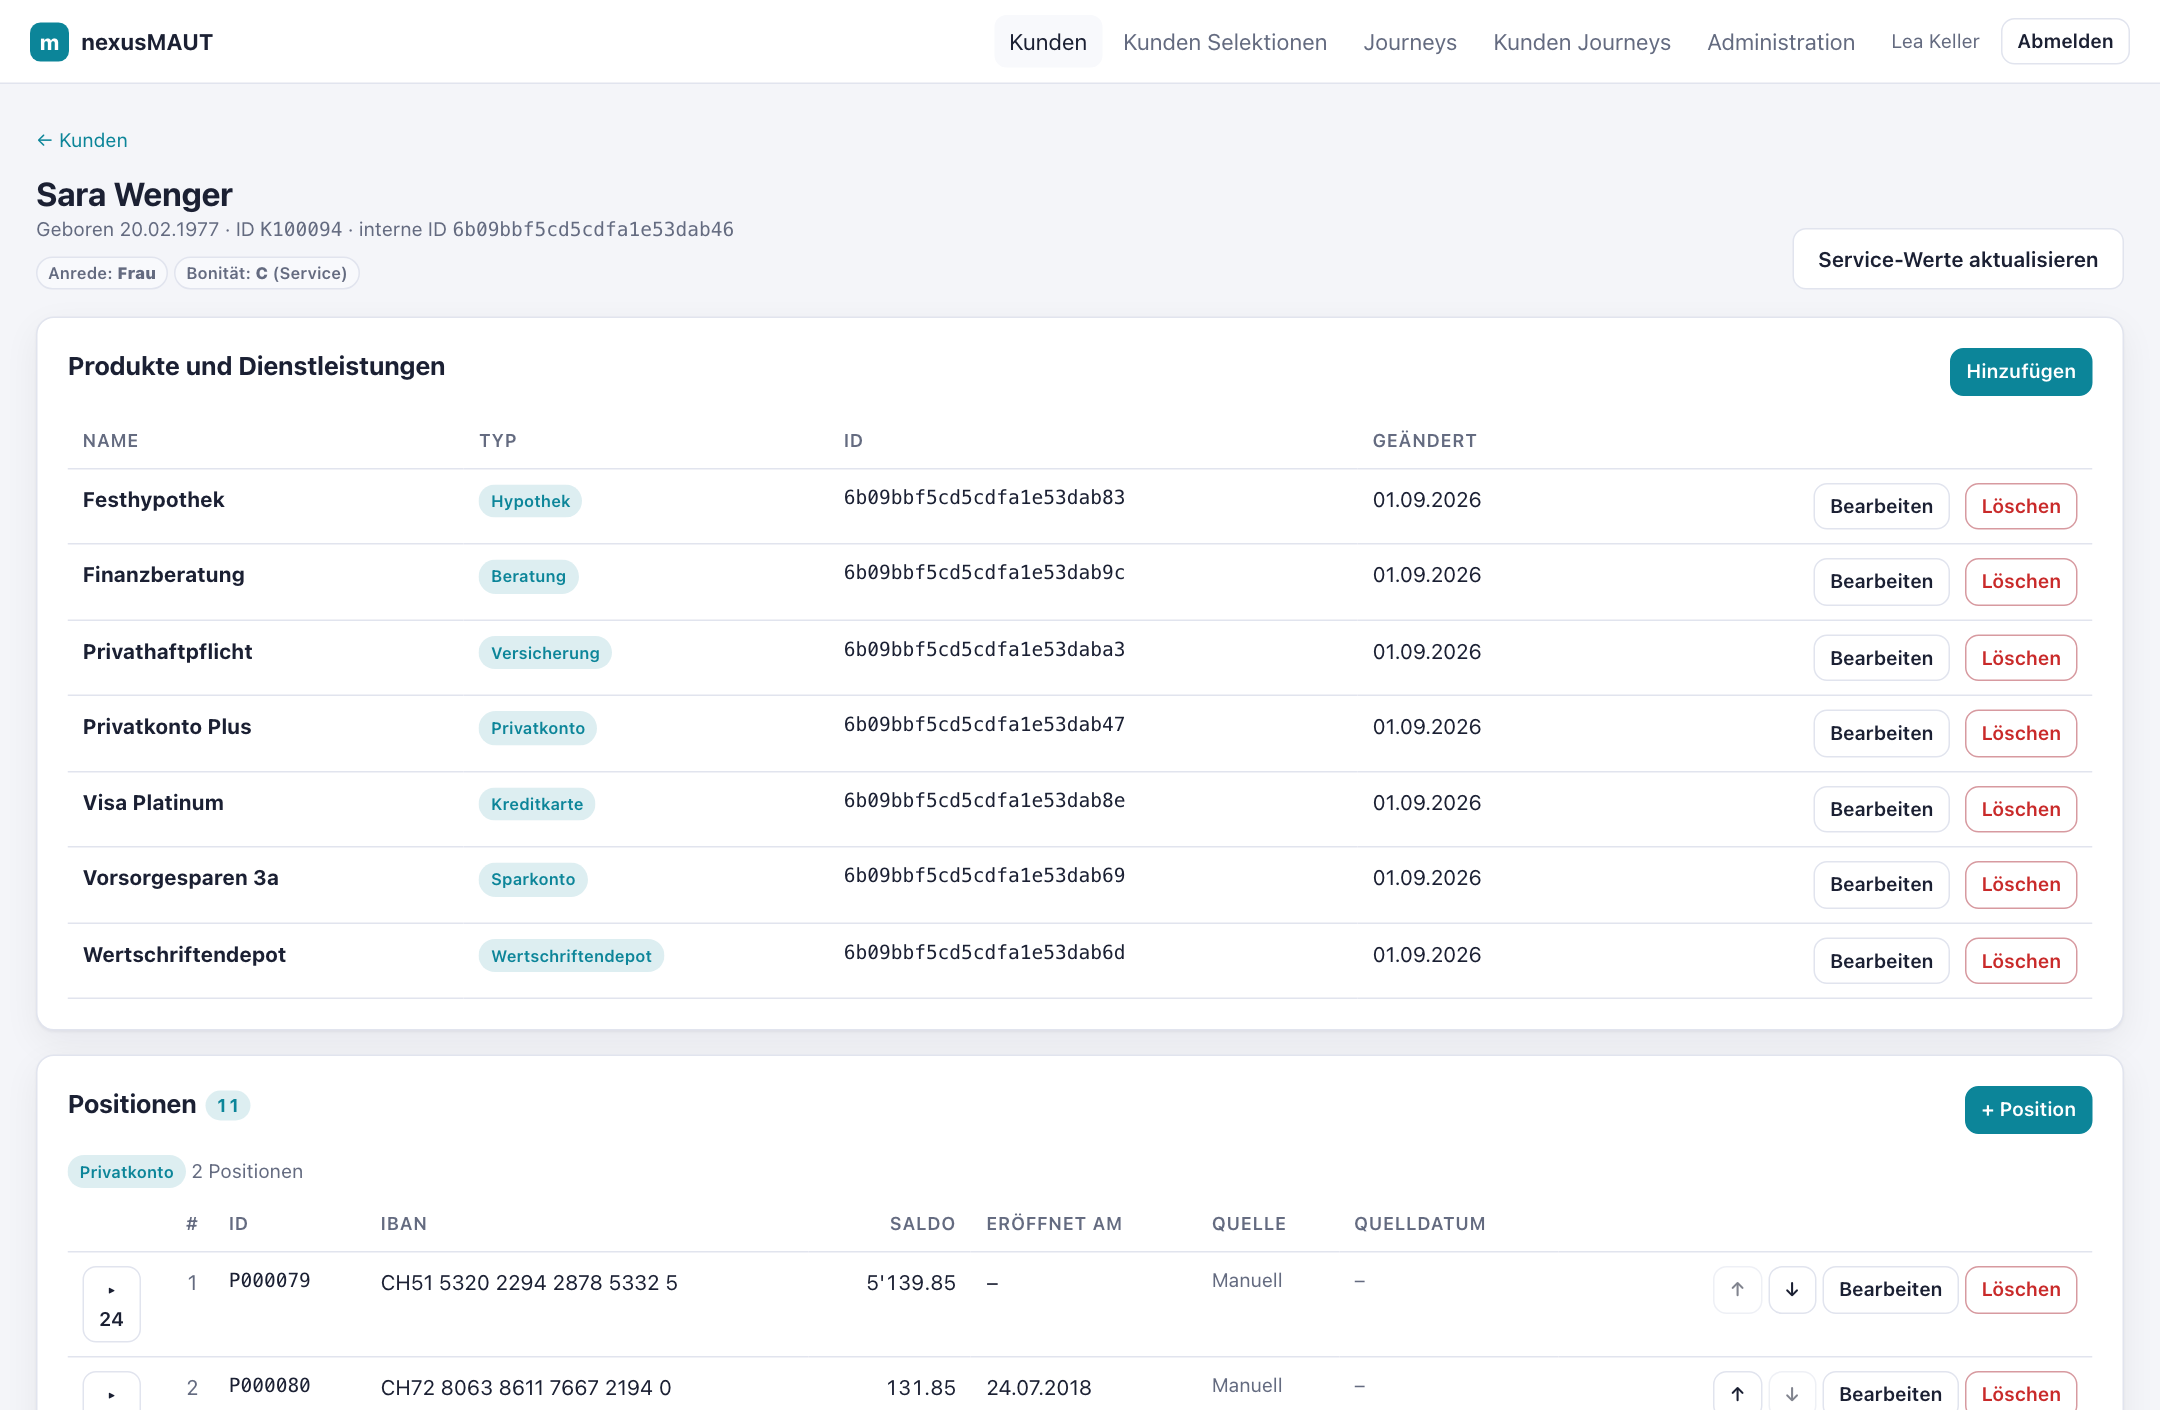 m nexusMAUT Kunden Kunden Selektionen Journeys Kunden Journeys Administration Lea Keller Abmelden
← Kunden
Sara Wenger
Geboren 20.02.1977 · ID K100094 · interne ID 6b09bbf5cd5cdfa1e53dab46
Anrede: Frau Bonität: C (Service)
Service-Werte aktualisieren
Produkte und Dienstleistungen Hinzufügen
NAME TYP ID GEÄNDERT
Festhypothek Hypothek 6b09bbf5cd5cdfa1e53dab83 01.09.2026 Bearbeiten Löschen
Finanzberatung Beratung 6b09bbf5cd5cdfa1e53dab9c 01.09.2026 Bearbeiten Löschen
Privathaftpflicht Versicherung 6b09bbf5cd5cdfa1e53daba3 01.09.2026 Bearbeiten Löschen
Privatkonto Plus Privatkonto 6b09bbf5cd5cdfa1e53dab47 01.09.2026 Bearbeiten Löschen
Visa Platinum Kreditkarte 6b09bbf5cd5cdfa1e53dab8e 01.09.2026 Bearbeiten Löschen
Vorsorgesparen 3a Sparkonto 6b09bbf5cd5cdfa1e53dab69 01.09.2026 Bearbeiten Löschen
Wertschriftendepot Wertschriftendepot 6b09bbf5cd5cdfa1e53dab6d 01.09.2026 Bearbeiten Löschen
Positionen 11 + Position
Privatkonto 2 Positionen
# ID IBAN SALDO ERÖFFNET AM QUELLE QUELLDATUM
▸ 24 1 P000079 CH51 5320 2294 2878 5332 5 5'139.85 – Manuell – ↑ ↓ Bearbeiten Löschen
▸ 2 P000080 CH72 8063 8611 7667 2194 0 131.85 24.07.2018 Manuell – ↑ ↓ Bearbeiten Löschen